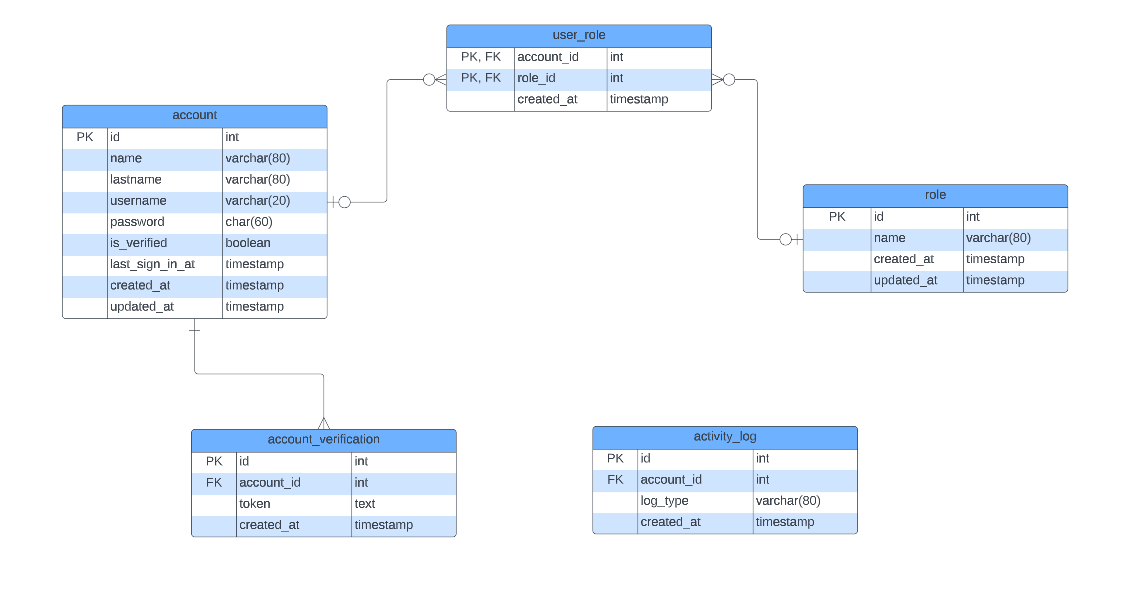 user_role
PK, FK account_id int
PK, FK role_id int
created_at timestamp
account
PK id int
name varchar(80)
lastname varchar(80)
username varchar(20)
password char(60)
is_verified boolean
last_sign_in_at timestamp
created_at timestamp
updated_at timestamp
role
PK id int
name varchar(80)
created_at timestamp
updated_at timestamp
account_verification
PK id int
FK account_id int
token text
created_at timestamp
activity_log
PK id int
FK account_id int
log_type varchar(80)
created_at timestamp